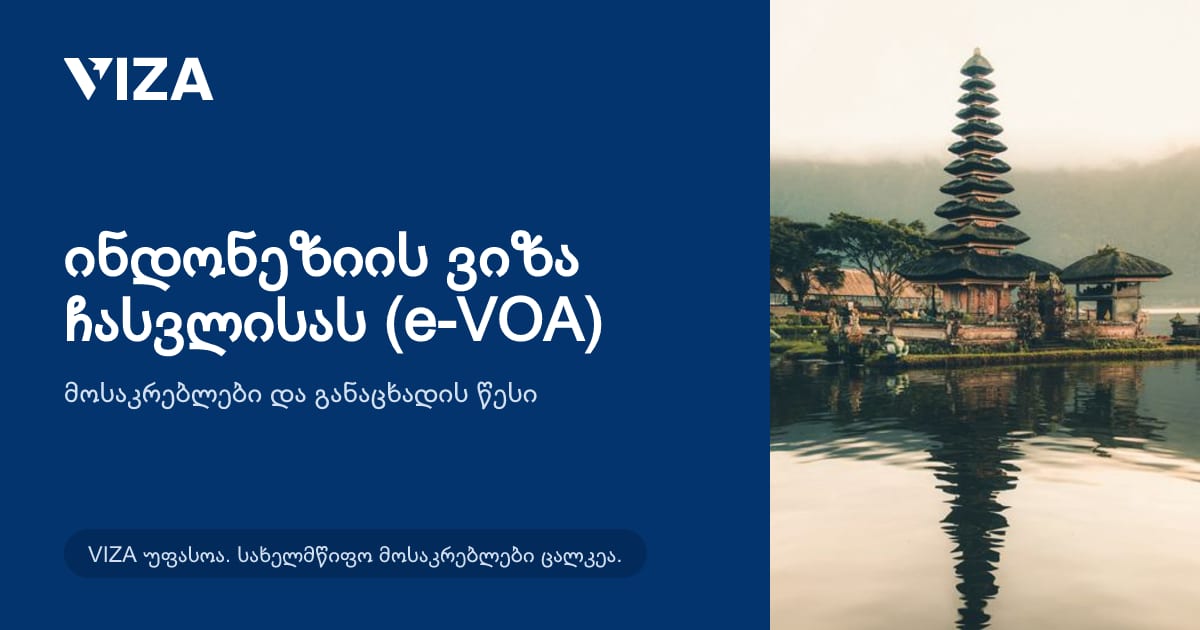 VIZA
ინდონეზიის ვიზა
ჩასვლისას (e-VOA)
მოსაკრებლები და განაცხადის წესი
VIZA უფასოა. სახელმწიფო მოსაკრებლები ცალკეა.